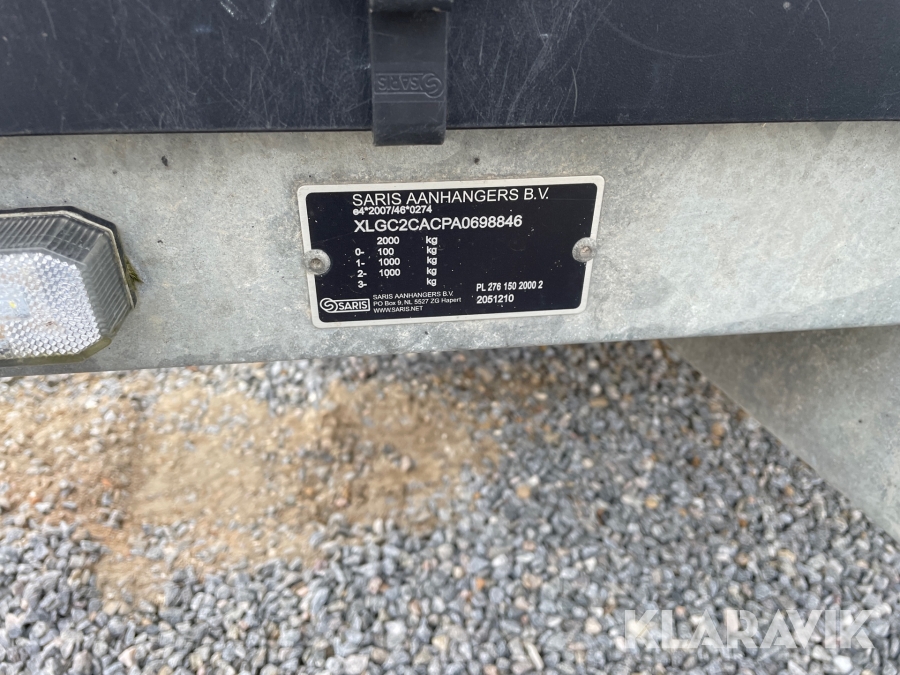 SARIS
SARIS AANHANGERS B.V.
e4*2007/46*0274
XLGC2CACPA0698846
2000 kg
0- 100 kg
1- 1000 kg
2- 1000 kg
3- kg
PL 276 150 2000 2
2051210
SARIS
SARIS AANHANGERS B.V.
PO Box 9, NL 5527 ZG Hapert
WWW.SARIS.NET
KLARAVIK